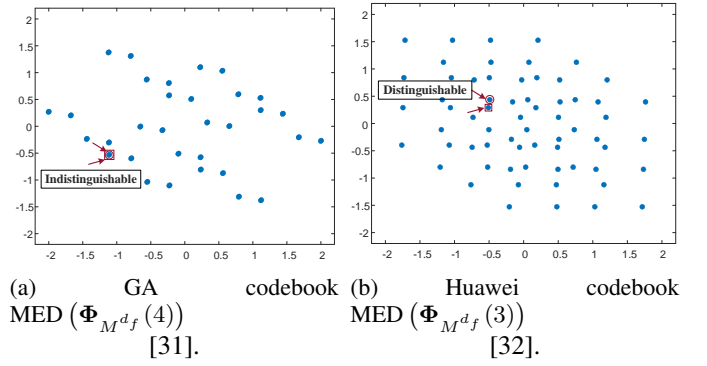 2
1.5
1
0.5
0
-0.5
-1
-1.5
-2
Indistinguishable
-2 -1.5 -1 -0.5 0 0.5 1 1.5 2
(a) GA codebook
MED (Φ_{M^{d_f}} (4))
[31].
2
1.5
1
0.5
0
-0.5
-1
-1.5
-2
Distinguishable
-2 -1.5 -1 -0.5 0 0.5 1 1.5 2
(b) Huawei codebook
MED (Φ_{M^{d_f}} (3))
[32].